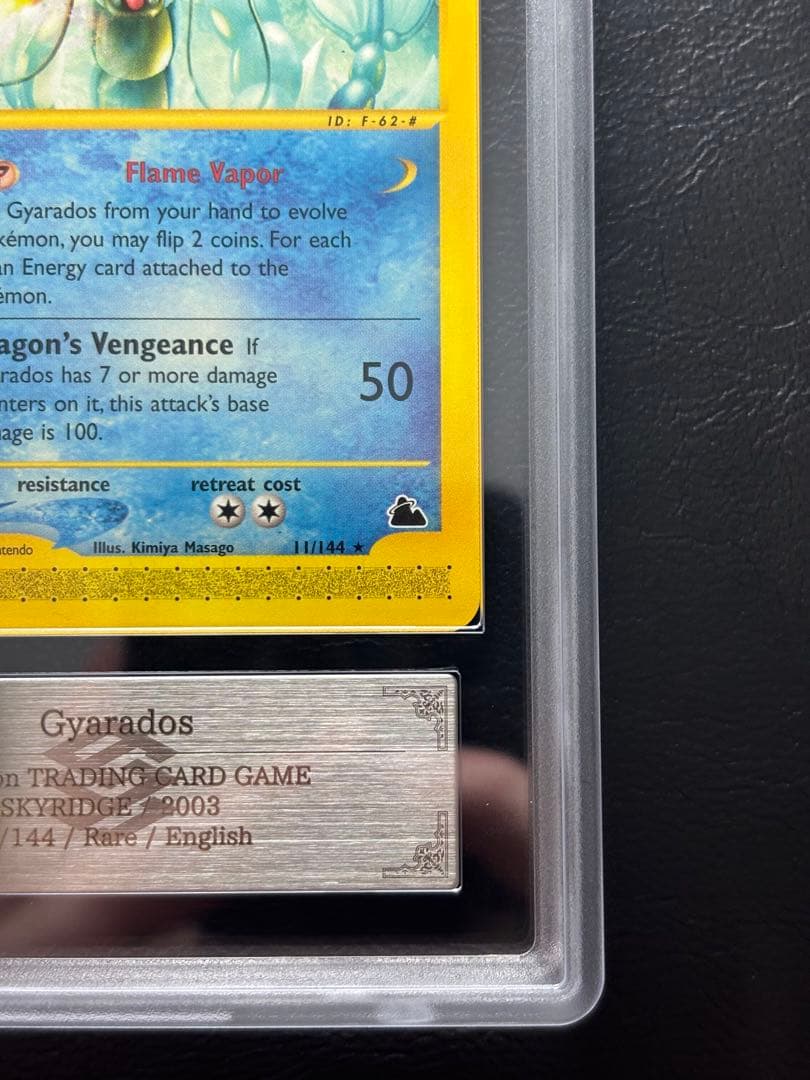 ID: F-62-#
Flame Vapor
Gyarados from your hand to evolve
kémon, you may flip 2 coins. For each
an Energy card attached to the
émon.
agon's Vengeance If
rados has 7 or more damage
nters on it, this attack's base
age is 100.
50
resistance retreat cost
tendo Illus. Kimiya Masago 11/144 ★
Gyarados
on TRADING CARD GAME
SKYRIDGE / 2003
/144 / Rare / English